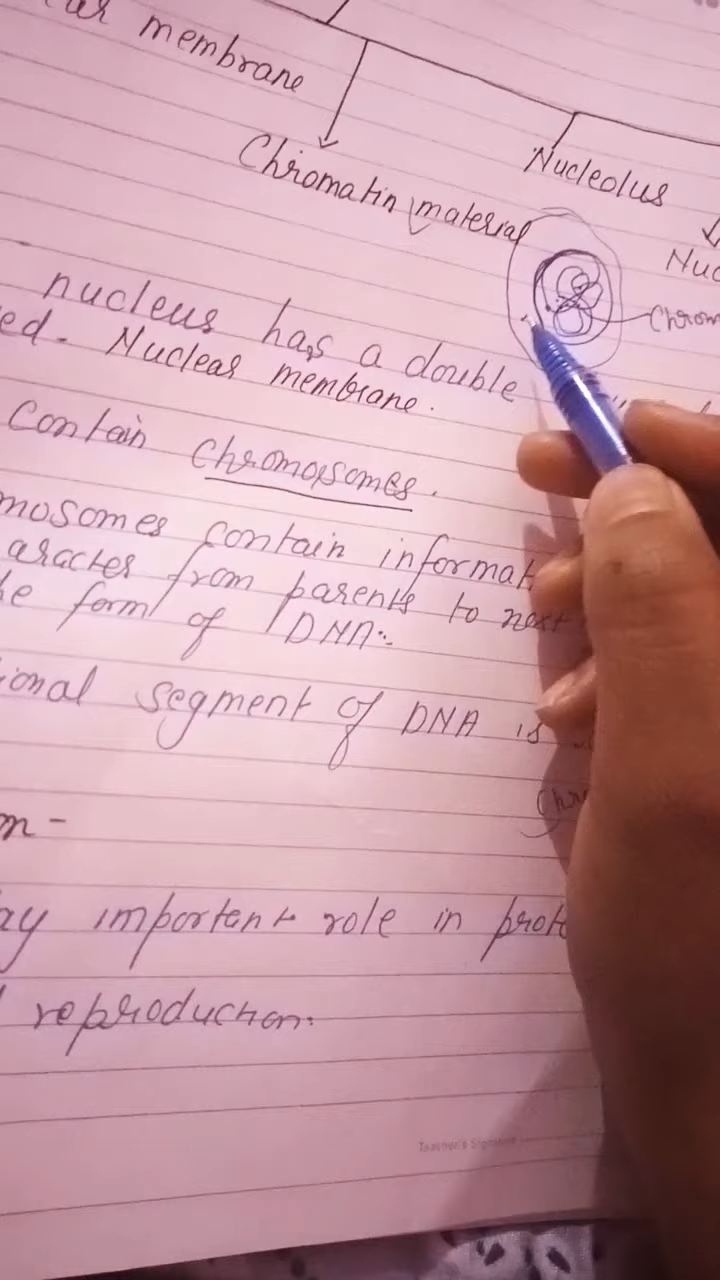 membrane
Chromatin material
Nucleolus
Nuc
Chrom
nucleus has a double
ed. Nuclear membrane.
Contain Chromosomes.
mosomes contain informat
aracter from parents to next
he form of DNA.
ional segment of DNA is
Chr
m-
ay important role in prot
reproduction.
Teacher's Signature